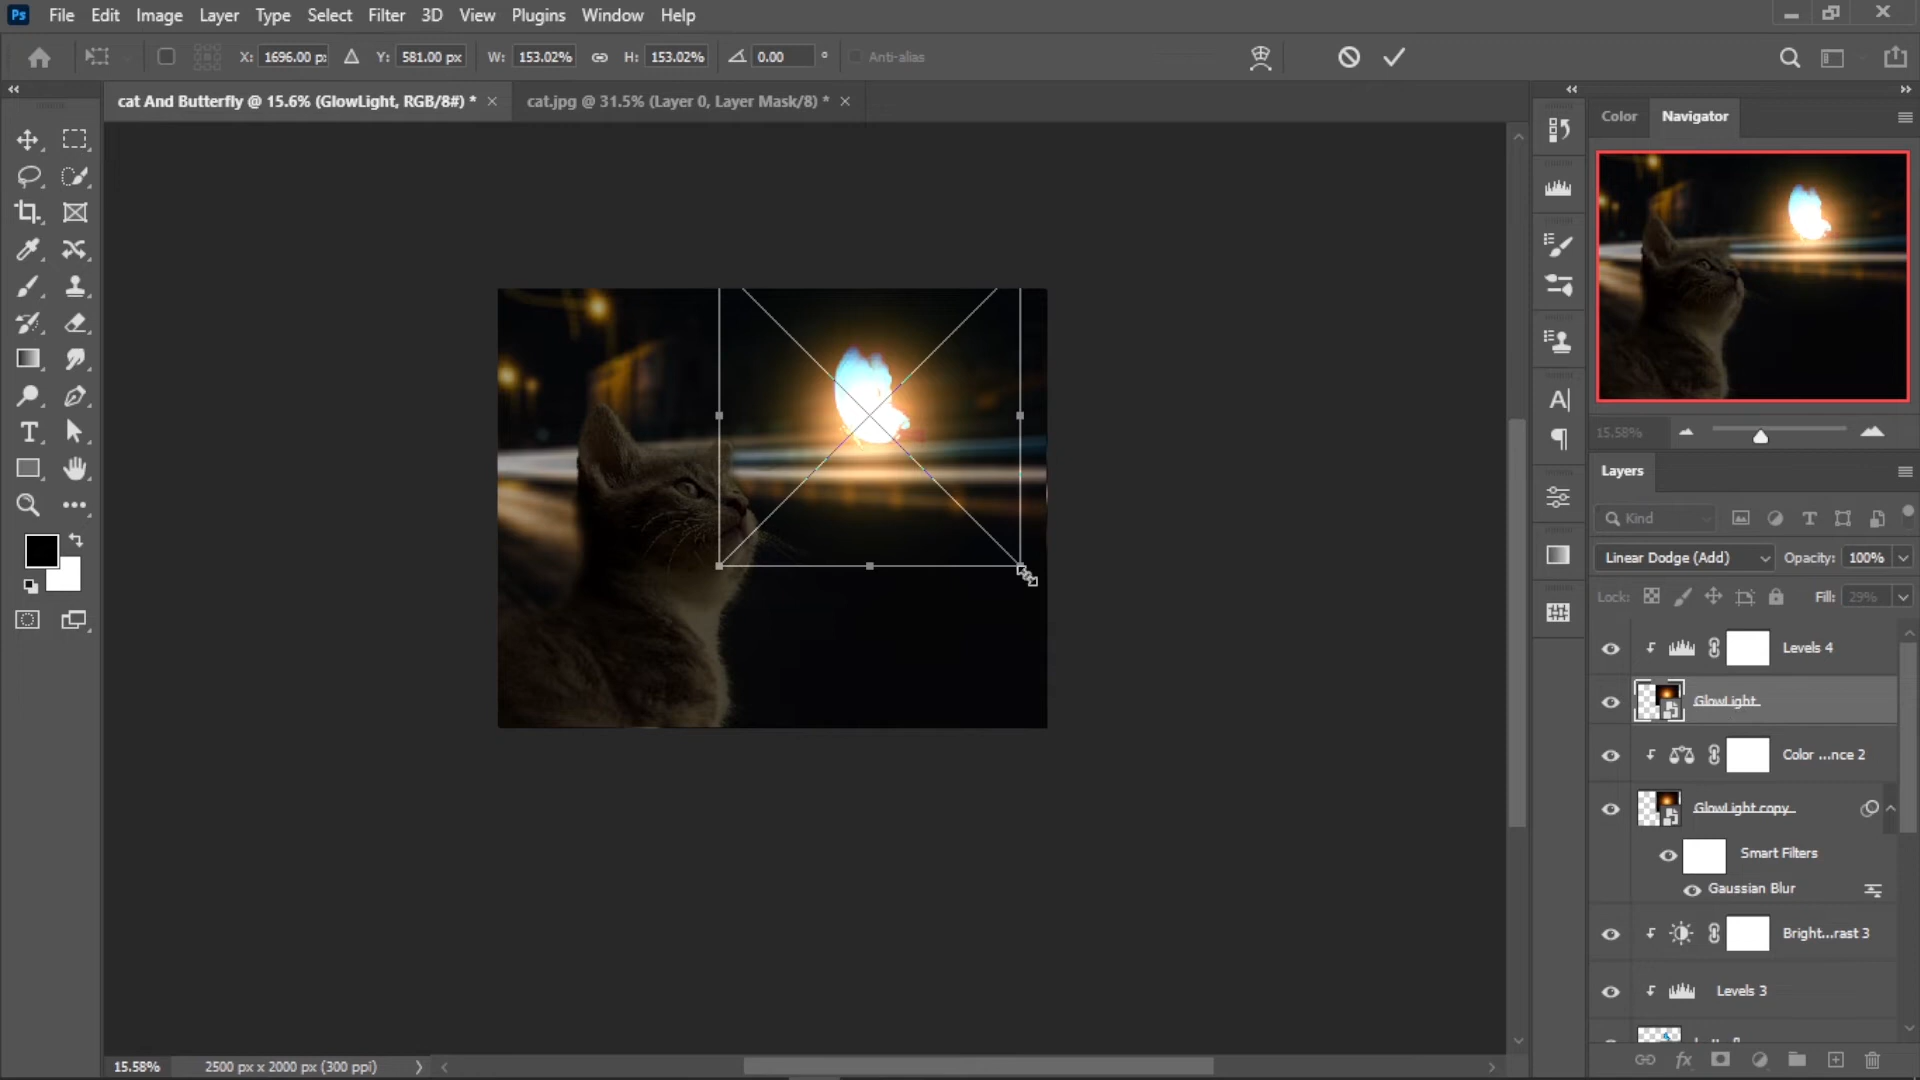 Ps File Edit Image Layer Type Select Filter 3D View Plugins Window Help
X: 1696.00 px Y: 581.00 px W: 153.02% H: 153.02% 0.00 ° Anti-alias
cat And Butterfly @ 15.6% (GlowLight, RGB/8#) * cat.jpg @ 31.5% (Layer 0, Layer Mask/8) *
Color Navigator
15.58%
Layers
Kind
Linear Dodge (Add) Opacity: 100%
Lock: Fill: 29%
Levels 4
GlowLight
Color ...nce 2
GlowLight copy
Smart Filters
Gaussian Blur
Bright...rast 3
Levels 3
15.58% 2500 px x 2000 px (300 ppi)